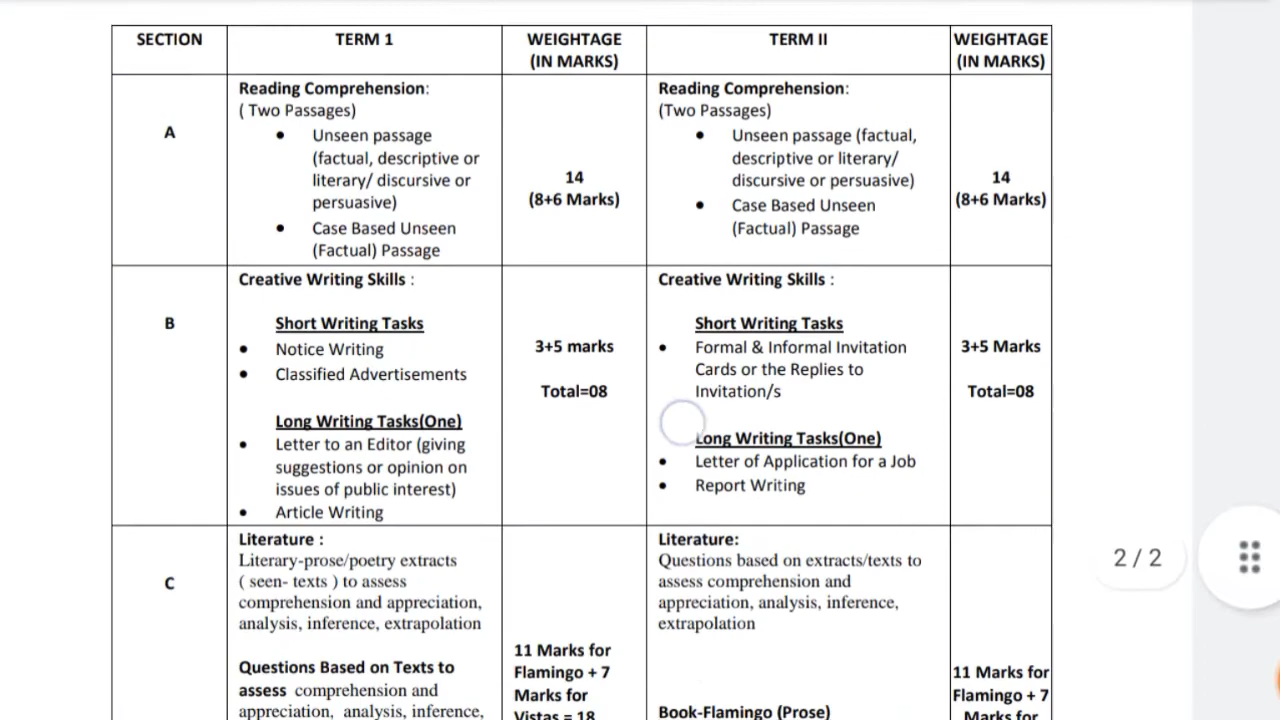 SECTION
TERM 1
WEIGHTAGE
(IN MARKS)
TERM II
WEIGHTAGE
(IN MARKS)
A
Reading Comprehension:
( Two Passages)
• Unseen passage
(factual, descriptive or
literary/ discursive or
persuasive)
• Case Based Unseen
(Factual) Passage
14
(8+6 Marks)
Reading Comprehension:
(Two Passages)
• Unseen passage (factual,
descriptive or literary/
discursive or persuasive)
• Case Based Unseen
(Factual) Passage
14
(8+6 Marks)
B
Creative Writing Skills :
Short Writing Tasks
• Notice Writing
• Classified Advertisements
Long Writing Tasks(One)
• Letter to an Editor (giving
suggestions or opinion on
issues of public interest)
• Article Writing
3+5 marks
Total=08
Creative Writing Skills :
Short Writing Tasks
• Formal & Informal Invitation
Cards or the Replies to
Invitation/s
Long Writing Tasks(One)
• Letter of Application for a Job
• Report Writing
3+5 Marks
Total=08
C
Literature :
Literary-prose/poetry extracts
( seen- texts ) to assess
comprehension and appreciation,
analysis, inference, extrapolation
Questions Based on Texts to
assess comprehension and
appreciation, analysis, inference,
11 Marks for
Flamingo + 7
Marks for
Vistas = 18
Literature:
Questions based on extracts/texts to
assess comprehension and
appreciation, analysis, inference,
extrapolation
Book-Flamingo (Prose)
11 Marks for
Flamingo + 7
Marks for
2 / 2